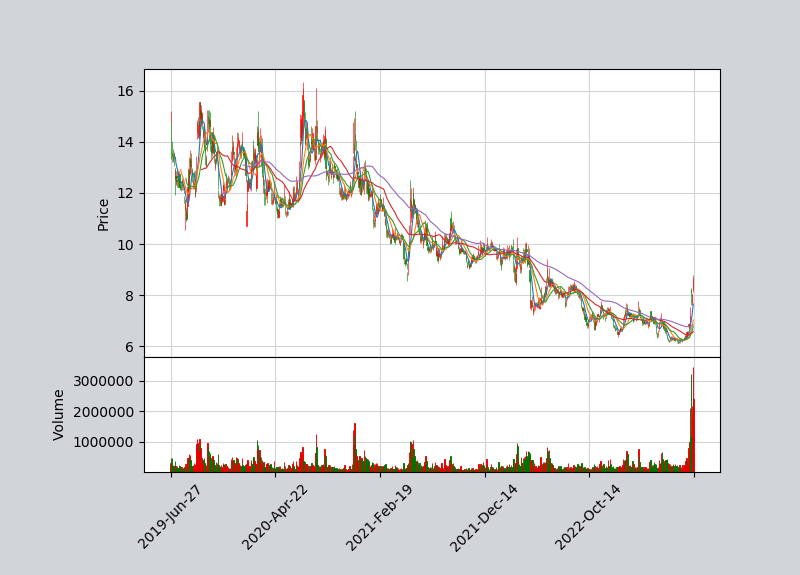 16
14
12
10
8
6
Price
3000000
2000000
1000000
Volume
2019-Jun-27
2020-Apr-22
2021-Feb-19
2021-Dec-14
2022-Oct-14